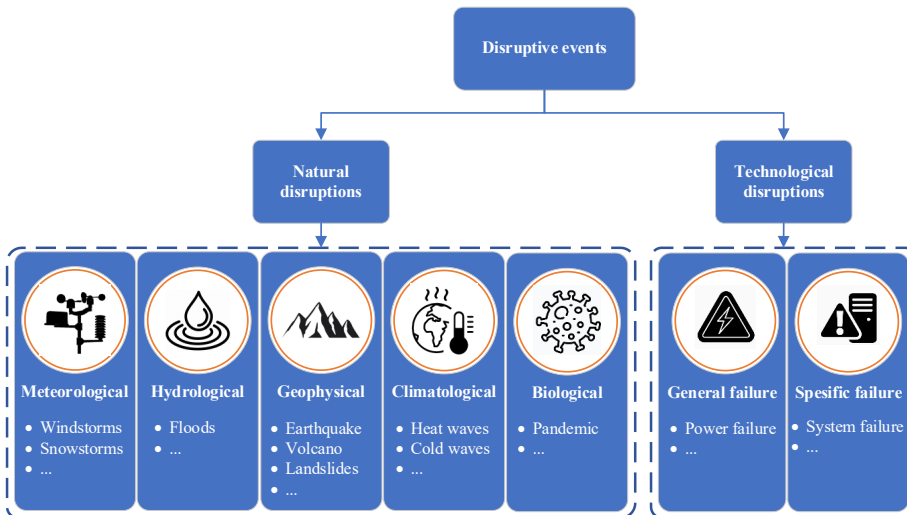 Disruptive events
Natural
disruptions
Technological
disruptions
Meteorological
• Windstorms
• Snowstorms
• ...
Hydrological
• Floods
• ...
Geophysical
• Earthquake
• Volcano
• Landslides
• ...
Climatological
• Heat waves
• Cold waves
• ...
Biological
• Pandemic
• ...
General failure
• Power failure
• ...
Spesific failure
• System failure
• ...